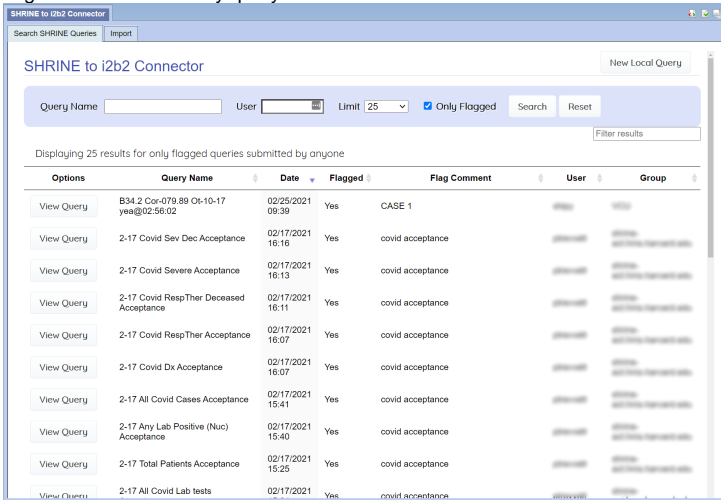 SHRINE to i2b2 Connector
Search SHRINE Queries Import
SHRINE to i2b2 Connector
New Local Query
Query Name User Limit 25 Only Flagged Search Reset
Filter results
Displaying 25 results for only flagged queries submitted by anyone
Options Query Name Date Flagged Flag Comment User Group
View Query B34.2 Cor-079.89 Ot-10-17 02/25/2021 Yes CASE 1
yea@02:56:02 09:39
View Query 2-17 Covid Sev Dec Acceptance 02/17/2021 Yes covid acceptance
16:16
View Query 2-17 Covid Severe Acceptance 02/17/2021 Yes covid acceptance
16:13
View Query 2-17 Covid RespTher Deceased 02/17/2021 Yes covid acceptance
Acceptance 16:11
View Query 2-17 Covid RespTher Acceptance 02/17/2021 Yes covid acceptance
16:07
View Query 2-17 Covid Dx Acceptance 02/17/2021 Yes covid acceptance
16:07
View Query 2-17 All Covid Cases Acceptance 02/17/2021 Yes covid acceptance
15:41
View Query 2-17 Any Lab Positive (Nuc) 02/17/2021 Yes covid acceptance
Acceptance 15:40
View Query 2-17 Total Patients Acceptance 02/17/2021 Yes covid acceptance
15:25
View Query 2-17 All Covid Lab tests 02/17/2021 Yes covid acceptance